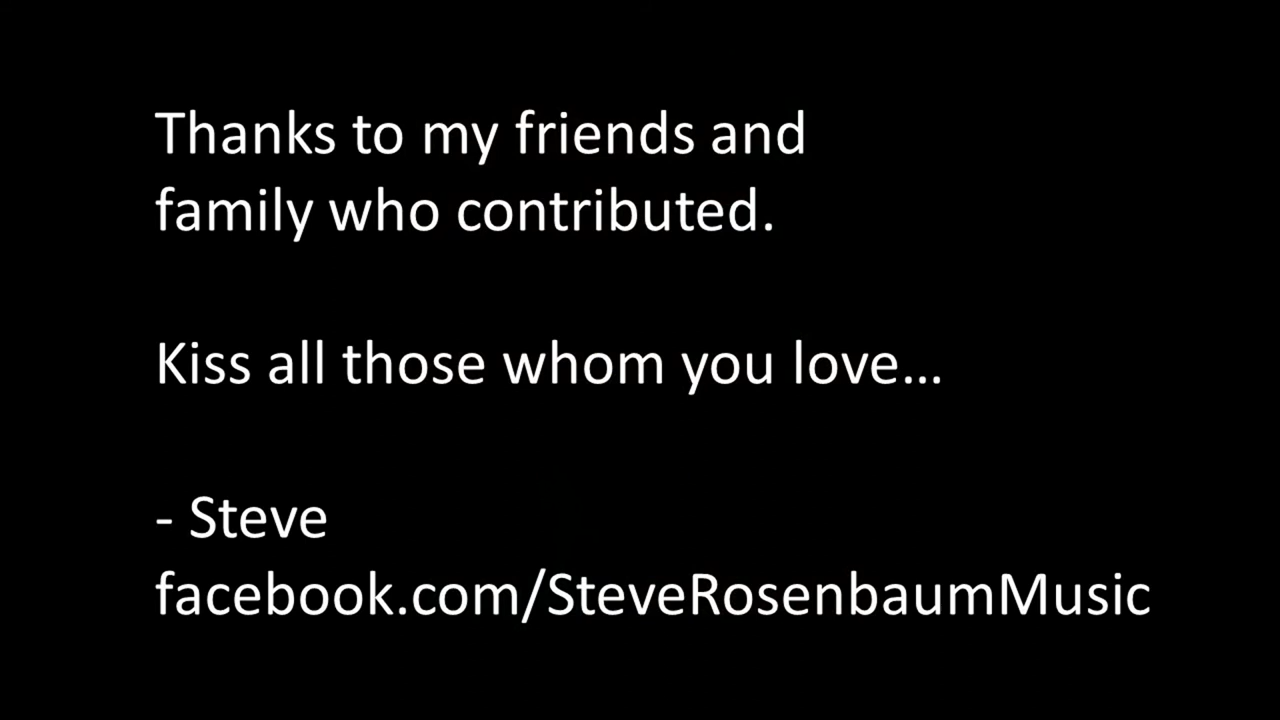 Thanks to my friends and
family who contributed.
Kiss all those whom you love...
- Steve
facebook.com/SteveRosenbaumMusic